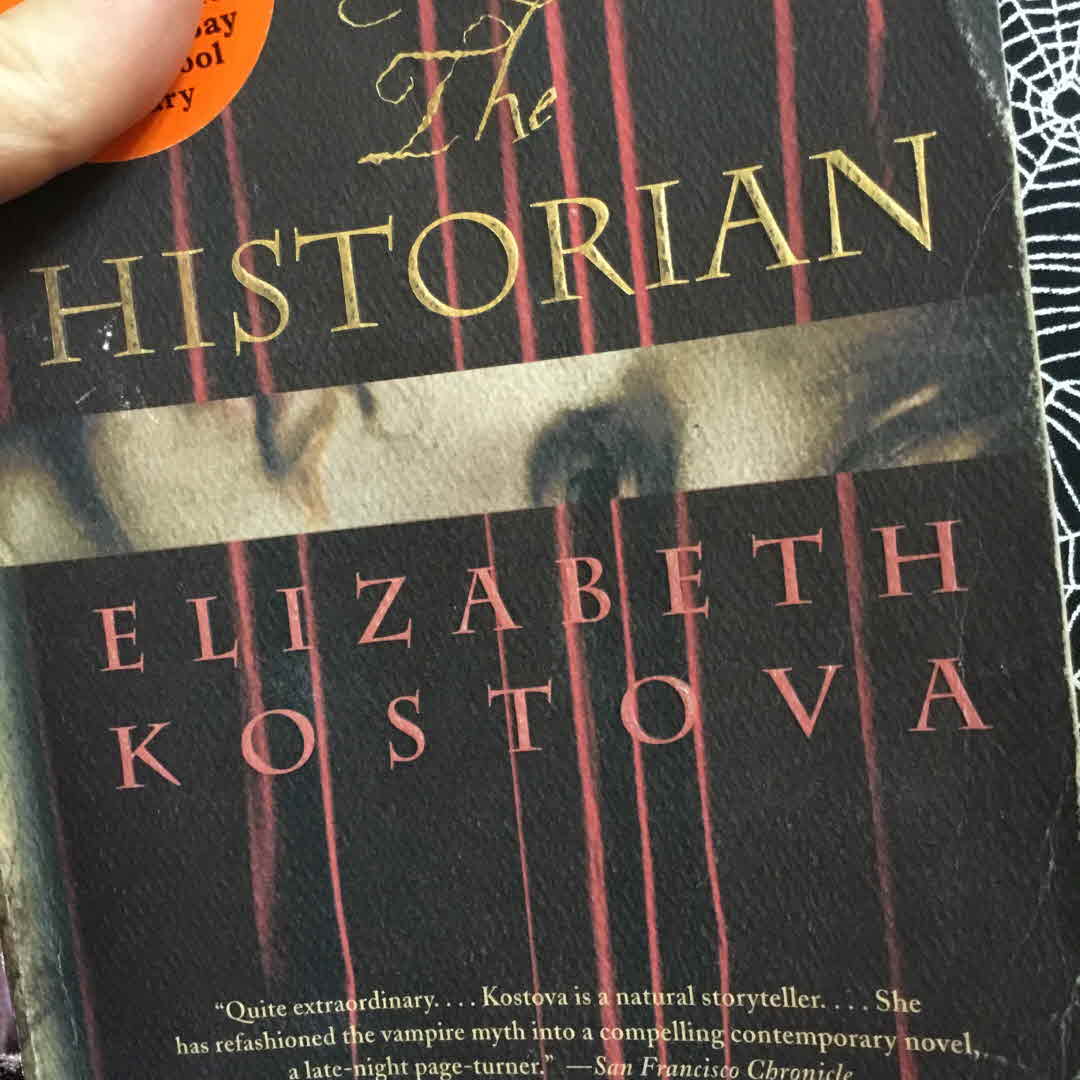 The
HISTORIAN
ELIZABETH
KOSTOVA
“Quite extraordinary. . . . Kostova is a natural storyteller. . . . She
has refashioned the vampire myth into a compelling contemporary novel,
a late-night page-turner.” —San Francisco Chronicle